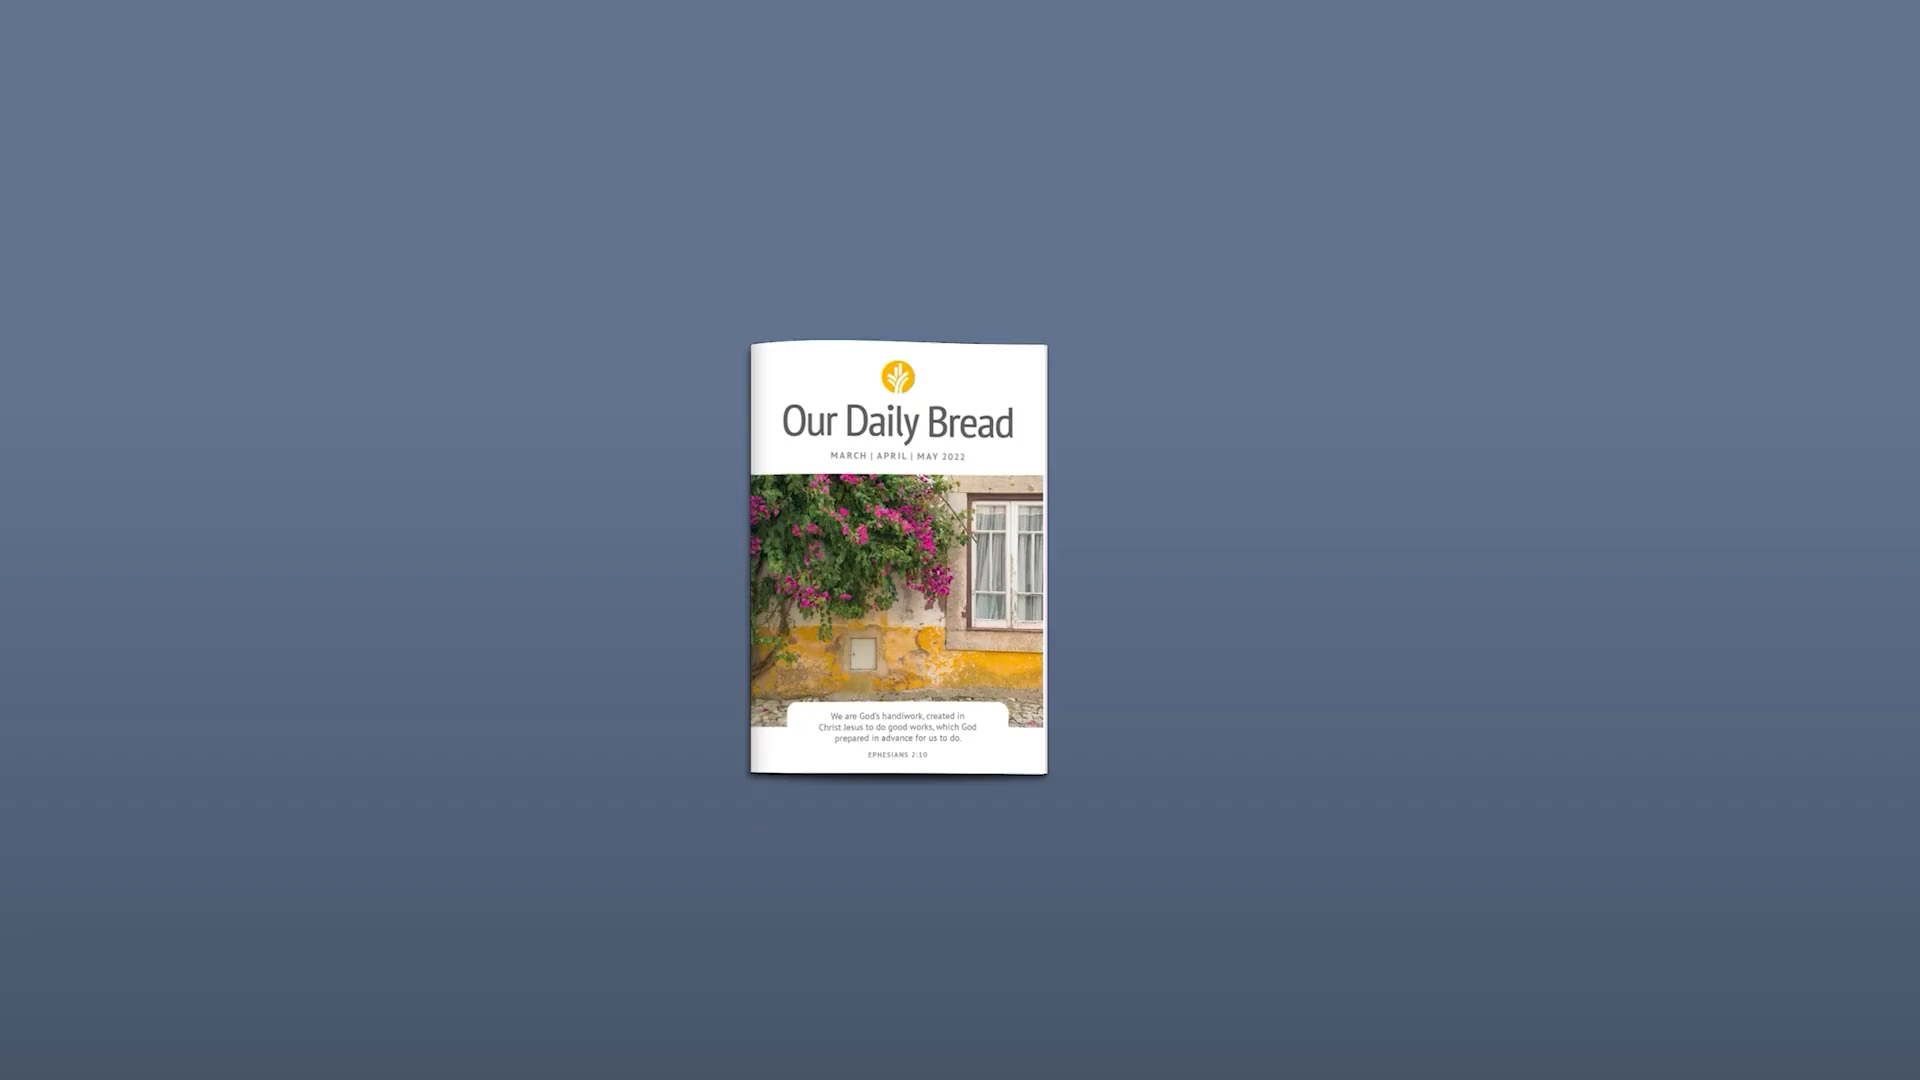 Our Daily Bread
MARCH | APRIL | MAY 2022
We are God's handiwork, created in
Christ Jesus to do good works, which God
prepared in advance for us to do.
EPHESIANS 2:10